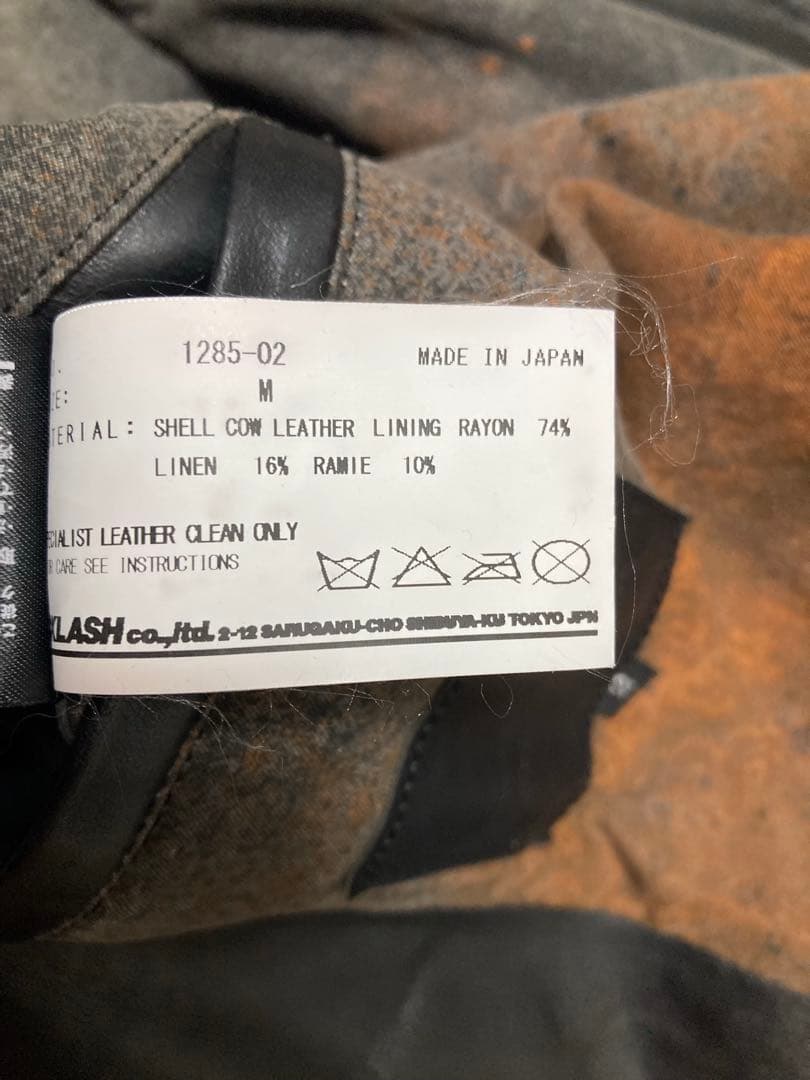 1285-02 MADE IN JAPAN
M
TERIAL: SHELL COW LEATHER LINING RAYON 74%
LINEN 16% RAMIE 10%
ECIALIST LEATHER CLEAN ONLY
CARE SEE INSTRUCTIONS
KLASH co.,ltd. 2-12 SARUGAKU-CHO SHIBUYA-KU TOKYO JPN